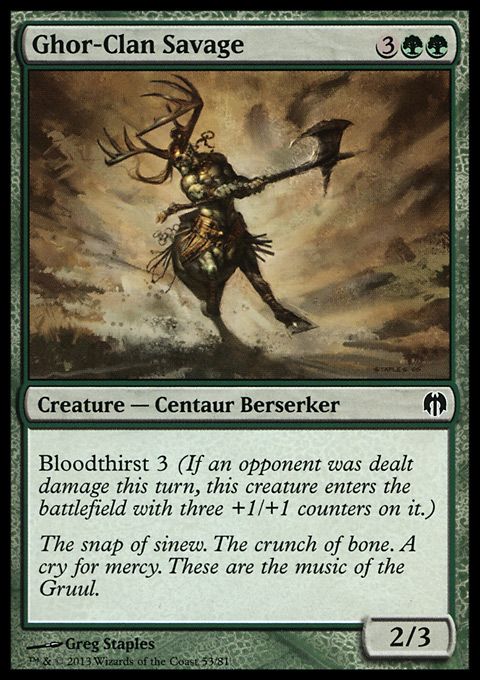 Ghor-Clan Savage 3
STAPLES 05
Creature — Centaur Berserker
Bloodthirst 3 (If an opponent was dealt
damage this turn, this creature enters the
battlefield with three +1/+1 counters on it.)
The snap of sinew. The crunch of bone. A
cry for mercy. These are the music of the
Gruul.
2/3
Greg Staples
™ & © 2013 Wizards of the Coast 53/81